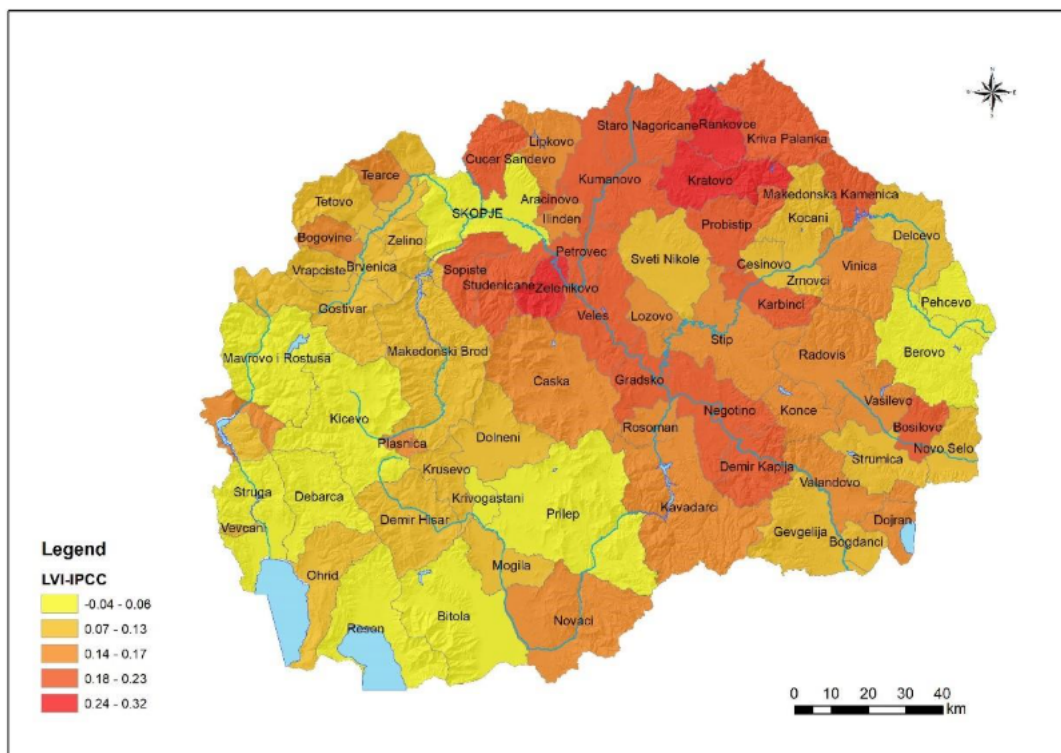 N
Staro Nagoricane
Rankovce
Kriva Palanka
Lipkovo
Cucer Sandevo
Kumanovo
Kratovo
Tearce
Aracinovo
Makedonska Kamenica
Tetovo
SKOPJE
Ilinden
Probistip
Kocani
Delcevo
Bogovine
Zelino
Petrovec
Sveti Nikole
Cesinovo
Vinica
Vrapciste
Brvenica
Sopiste
Studenicane
Zelenikovo
Zrnovci
Pehcevo
Gostivar
Veles
Lozovo
Karbinci
Stip
Mavrovo i Rostusa
Makedonski Brod
Radovis
Berovo
Caska
Gradsko
Kicevo
Negotino
Konce
Vasilevo
Plasnica
Dolneni
Rosoman
Bosilovo
Novo Selo
Krusevo
Demir Kapija
Strumica
Struga
Debarca
Krivogastani
Valandovo
Vevcani
Demir Hisar
Prilep
Kavadarci
Dojran
Gevgelija
Bogdanci
Ohrid
Mogila
Bitola
Novaci
Resen
Legend
LVI-IPCC
-0.04 - 0.06
0.07 - 0.13
0.14 - 0.17
0.18 - 0.23
0.24 - 0.32
0 10 20 30 40
km